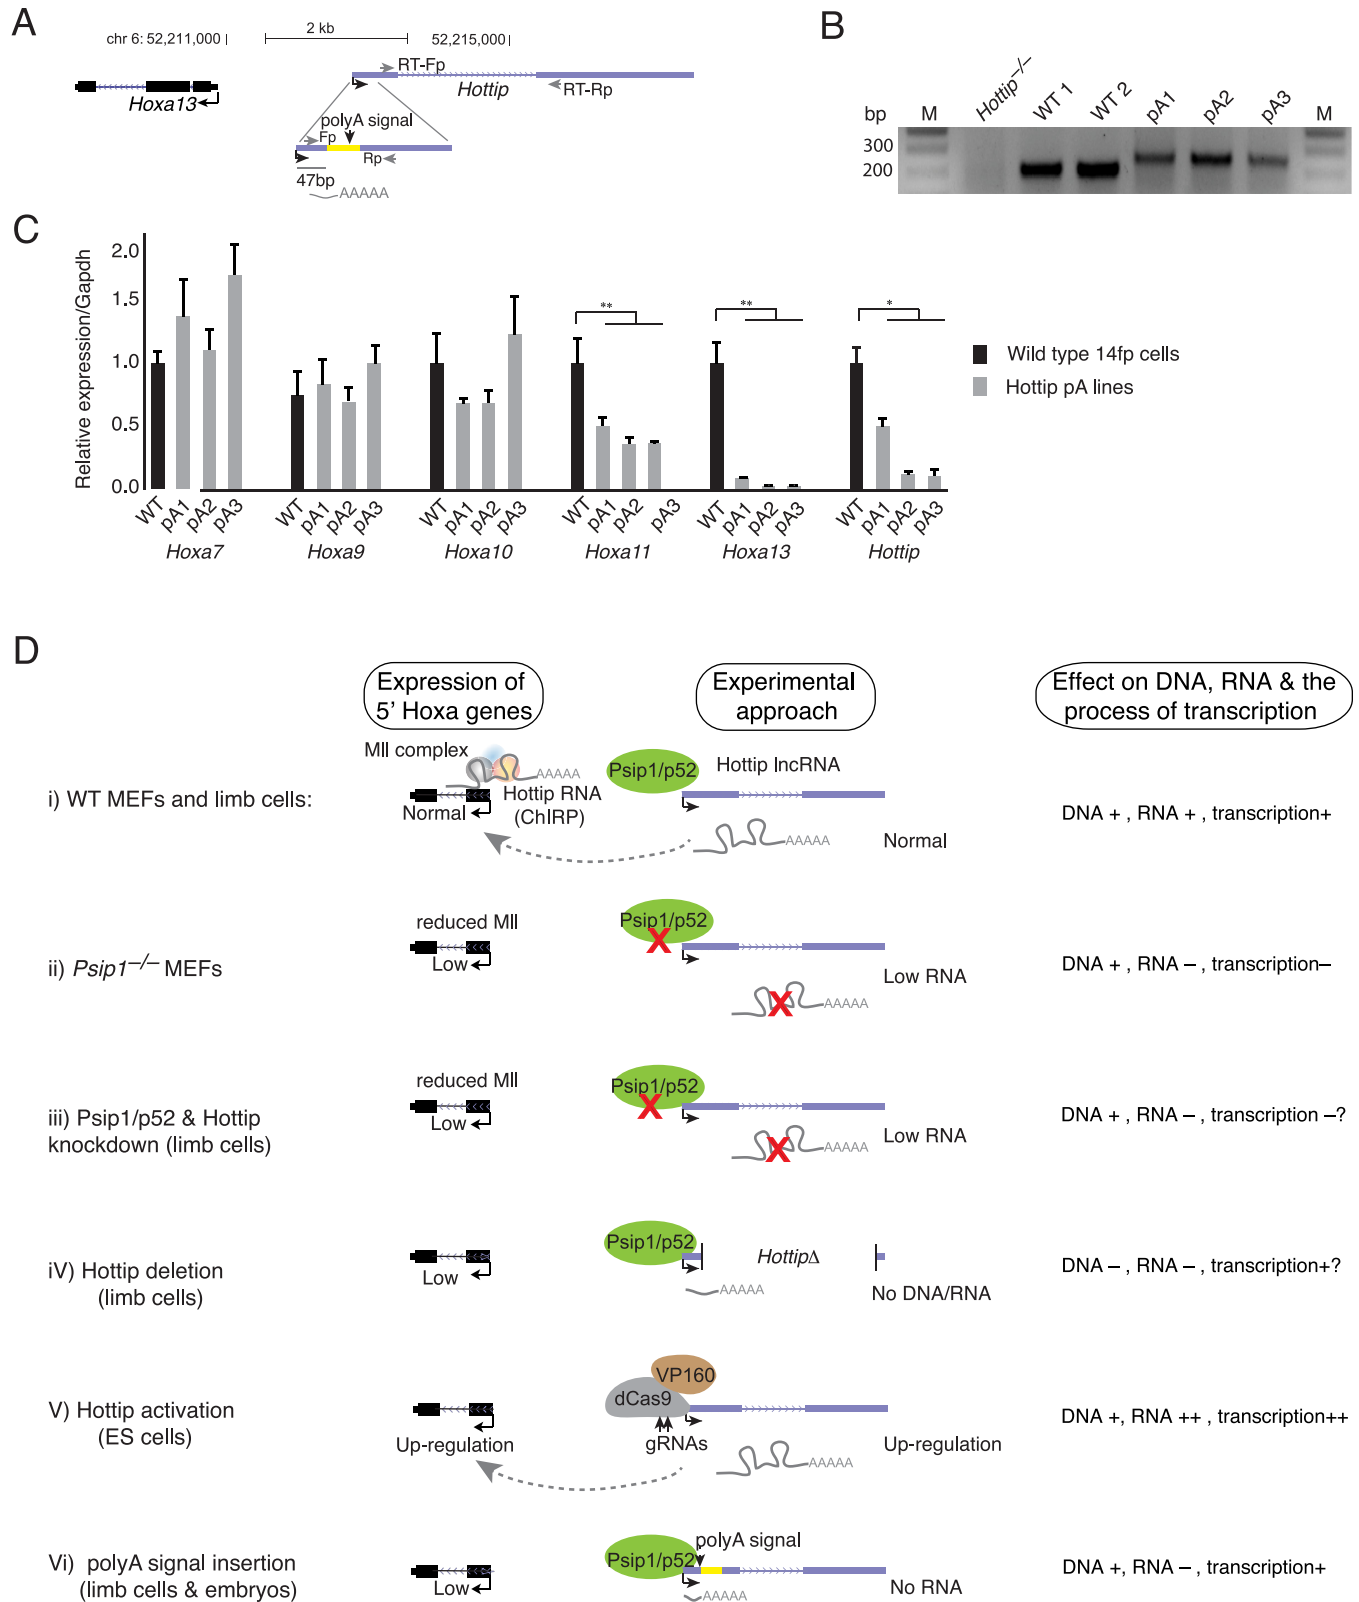 A
chr 6: 52,211,000
2 kb
52,215,000
RT-Fp
Hottip
RT-Rp
Hoxa13
polyA signal
Fp
Rp
47bp
AAAAA
B
bp
M
Hottip−/−
WT 1
WT 2
pA1
pA2
pA3
M
300
200
C
Relative expression/Gapdh
2.0
1.5
1.0
0.5
0.0
**
**
*
Wild type 14fp cells
Hottip pA lines
WT pA1 pA2 pA3
WT pA1 pA2 pA3
WT pA1 pA2 pA3
WT pA1 pA2 pA3
WT pA1 pA2 pA3
WT pA1 pA2 pA3
Hoxa7
Hoxa9
Hoxa10
Hoxa11
Hoxa13
Hottip
D
Expression of
5' Hoxa genes
Experimental
approach
Effect on DNA, RNA & the
process of transcription
i) WT MEFs and limb cells:
Mll complex
AAAAA
Hottip RNA
(ChIRP)
Normal
Psip1/p52
Hottip lncRNA
AAAAA
Normal
DNA + , RNA + , transcription+
ii) Psip1−/− MEFs
reduced Mll
Low
Psip1/p52
X
X
AAAAA
Low RNA
DNA + , RNA − , transcription−
iii) Psip1/p52 & Hottip
knockdown (limb cells)
reduced Mll
Low
Psip1/p52
X
X
AAAAA
Low RNA
DNA +, RNA − , transcription −?
iV) Hottip deletion
(limb cells)
Low
Psip1/p52
HottipΔ
AAAAA
No DNA/RNA
DNA − , RNA − , transcription+?
V) Hottip activation
(ES cells)
Up-regulation
VP160
dCas9
gRNAs
AAAAA
Up-regulation
DNA +, RNA ++ , transcription++
Vi) polyA signal insertion
(limb cells & embryos)
Low
polyA signal
Psip1/p52
AAAAA
No RNA
DNA +, RNA − , transcription+